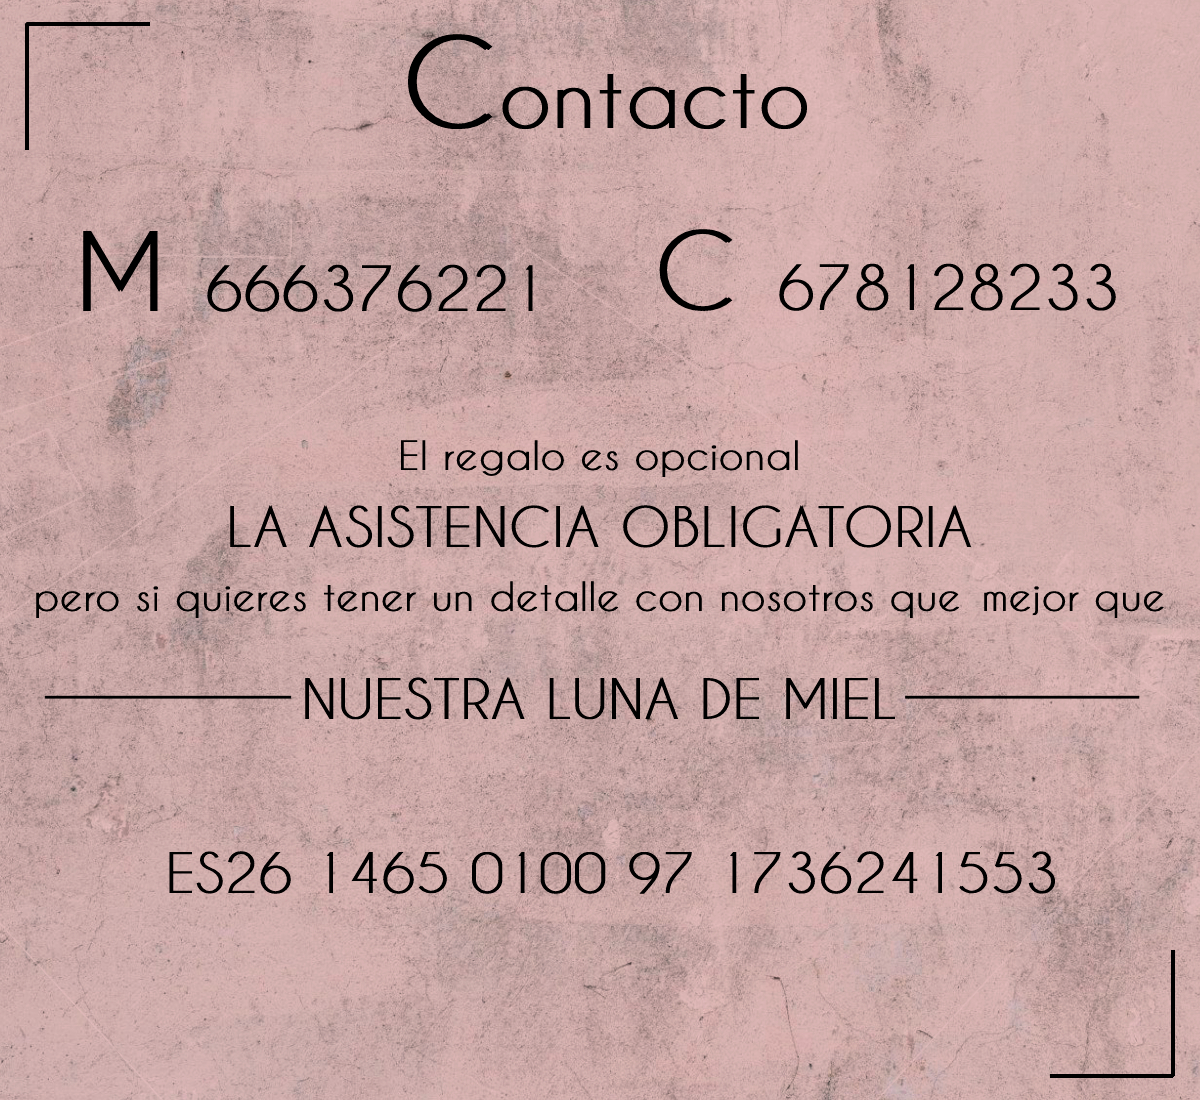 Contacto
M 666376221 C 678128233
El regalo es opcional
LA ASISTENCIA OBLIGATORIA
pero si quieres tener un detalle con nosotros que mejor que
NUESTRA LUNA DE MIEL
ES26 1465 0100 97 1736241553